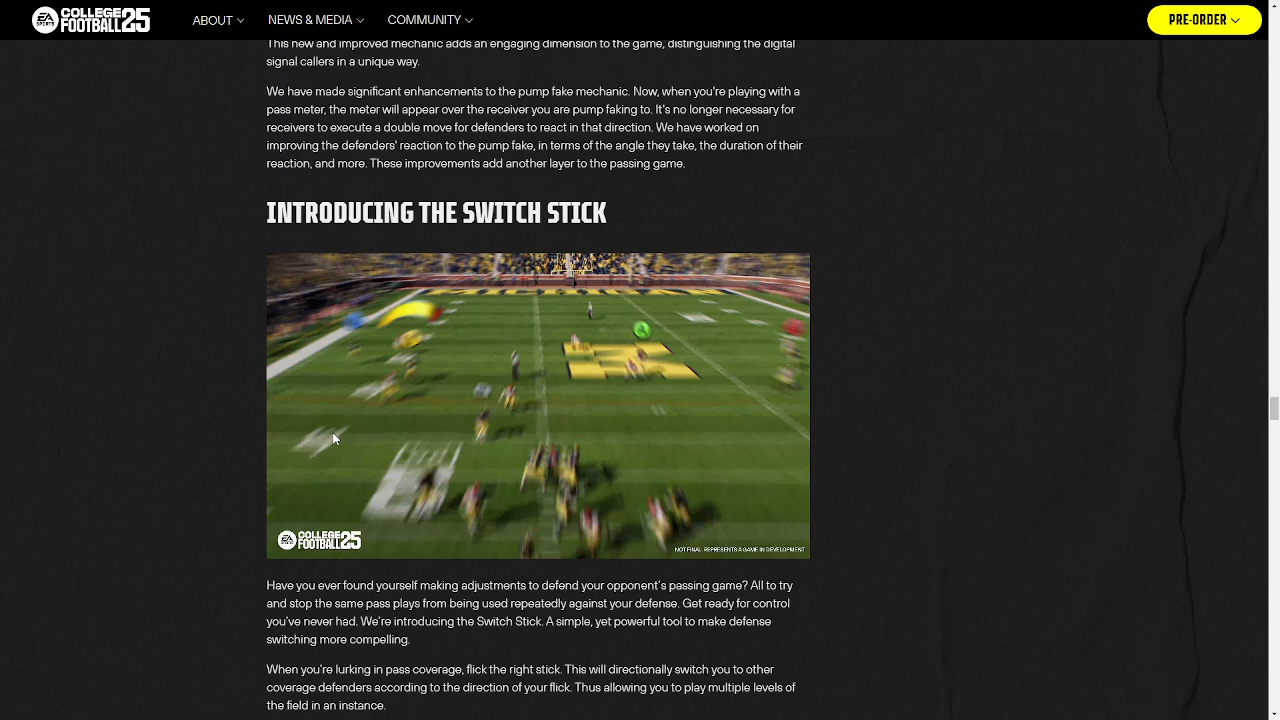 EA SPORTS COLLEGE FOOTBALL 25
ABOUT
NEWS & MEDIA
COMMUNITY
PRE-ORDER
This new and improved mechanic adds an engaging dimension to the game, distinguishing the digital
signal callers in a unique way.
We have made significant enhancements to the pump fake mechanic. Now, when you're playing with a
pass meter, the meter will appear over the receiver you are pump faking to. It's no longer necessary for
receivers to execute a double move for defenders to react in that direction. We have worked on
improving the defenders' reaction to the pump fake, in terms of the angle they take, the duration of their
reaction, and more. These improvements add another layer to the passing game.
INTRODUCING THE SWITCH STICK
EA SPORTS COLLEGE FOOTBALL 25
NOT FINAL. REPRESENTS A GAME IN DEVELOPMENT
Have you ever found yourself making adjustments to defend your opponent's passing game? All to try
and stop the same pass plays from being used repeatedly against your defense. Get ready for control
you've never had. We're introducing the Switch Stick. A simple, yet powerful tool to make defense
switching more compelling.
When you're lurking in pass coverage, flick the right stick. This will directionally switch you to other
coverage defenders according to the direction of your flick. Thus allowing you to play multiple levels of
the field in an instance.